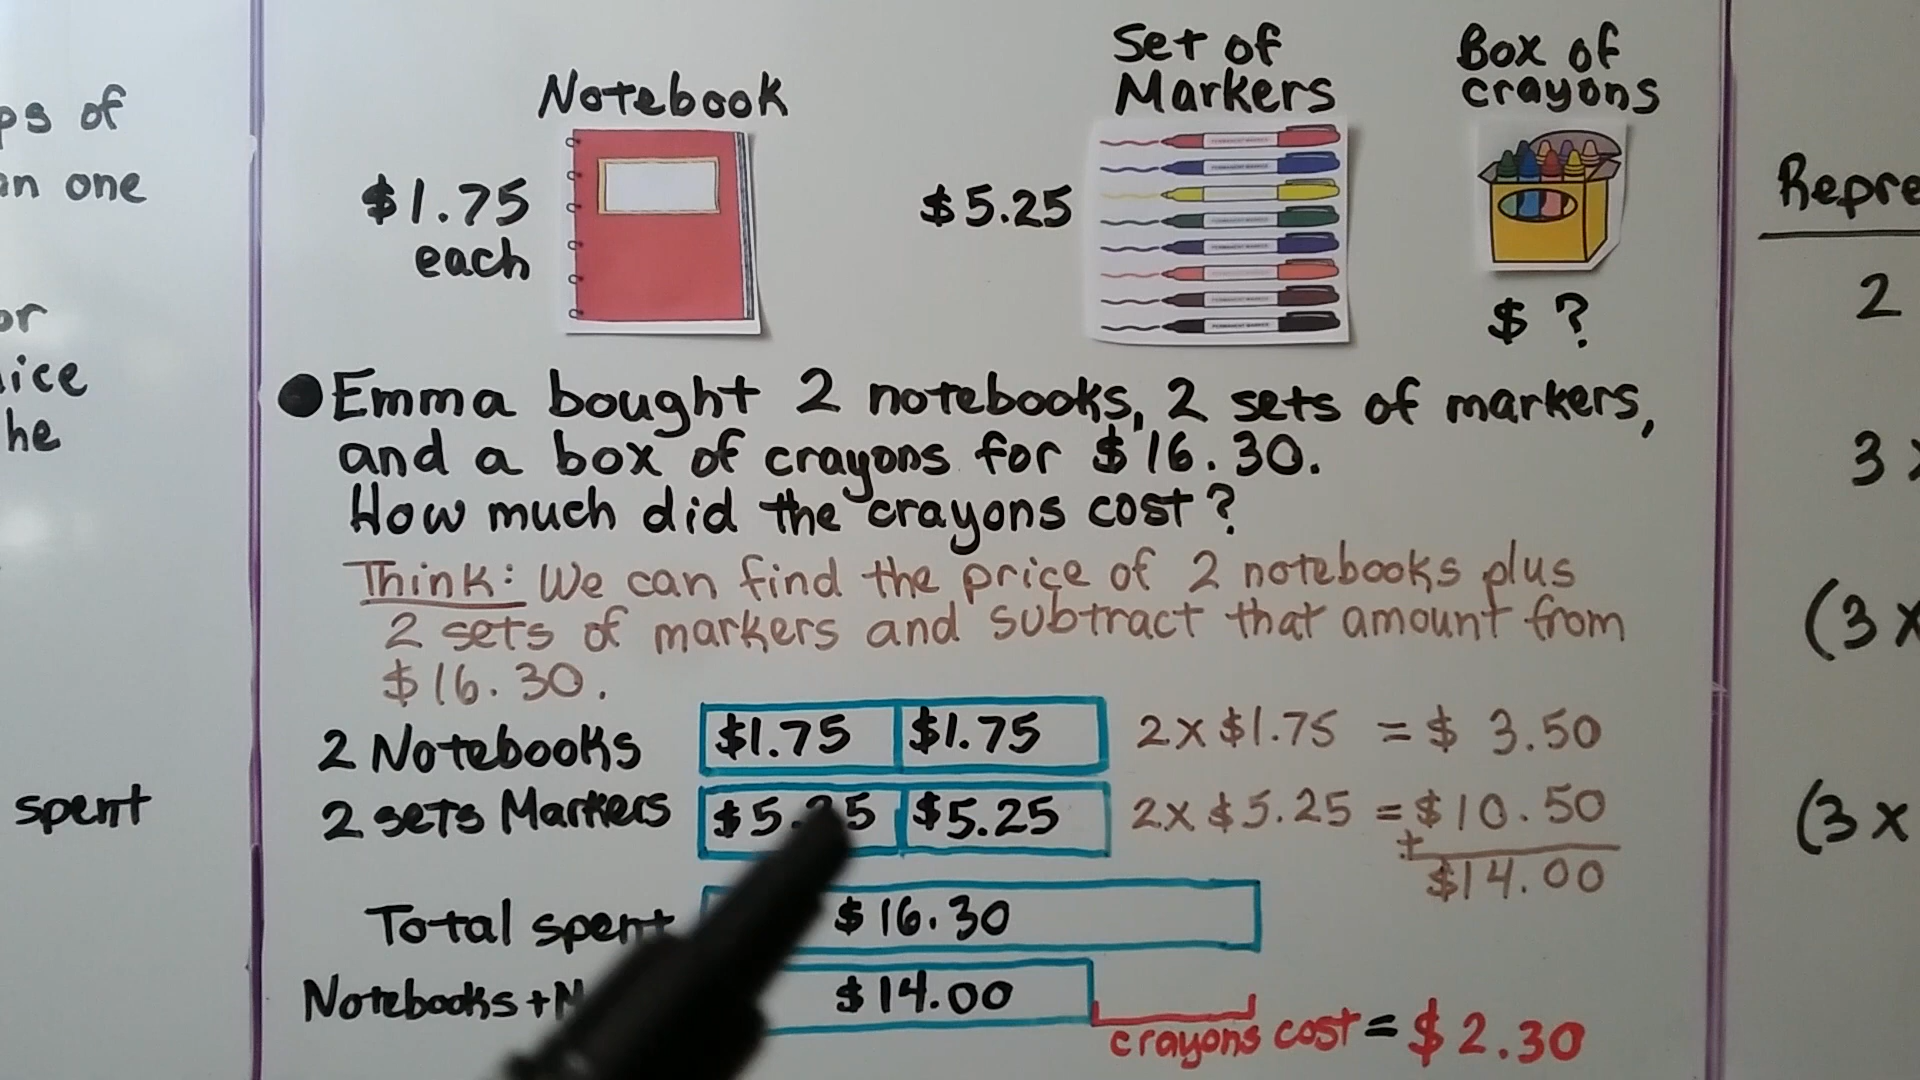 ps of
an one
or
he
spent
Notebook
$1.75
each
Set of
Markers
$5.25
Box of
crayons
$ ?
Emma bought 2 notebooks, 2 sets of markers,
and a box of crayons for $16.30.
How much did the crayons cost?
Think: We can find the price of 2 notebooks plus
2 sets of markers and subtract that amount from
$16.30.
2 Notebooks $1.75 $1.75 2 x $1.75 = $ 3.50
2 sets Markers $5.25 $5.25 2 x $5.25 = $10.50
+
$14.00
Total spent $16.30
Notebooks + $14.00
crayons cost = $2.30
Repre
2
3 x
(3 x
(3 x